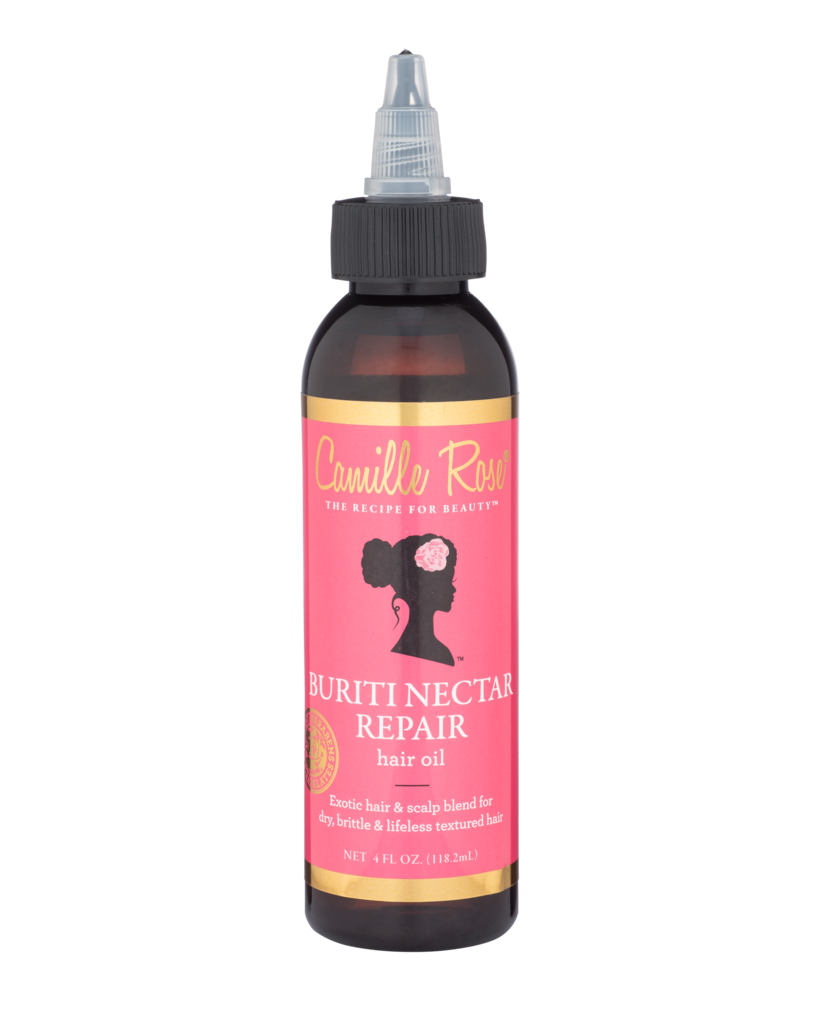 Camille Rose®
THE RECIPE FOR BEAUTY™
™
BURITI NECTAR
REPAIR
hair oil
Exotic hair & scalp blend for
dry, brittle & lifeless textured hair
NET 4 FL OZ. (118.2mL)